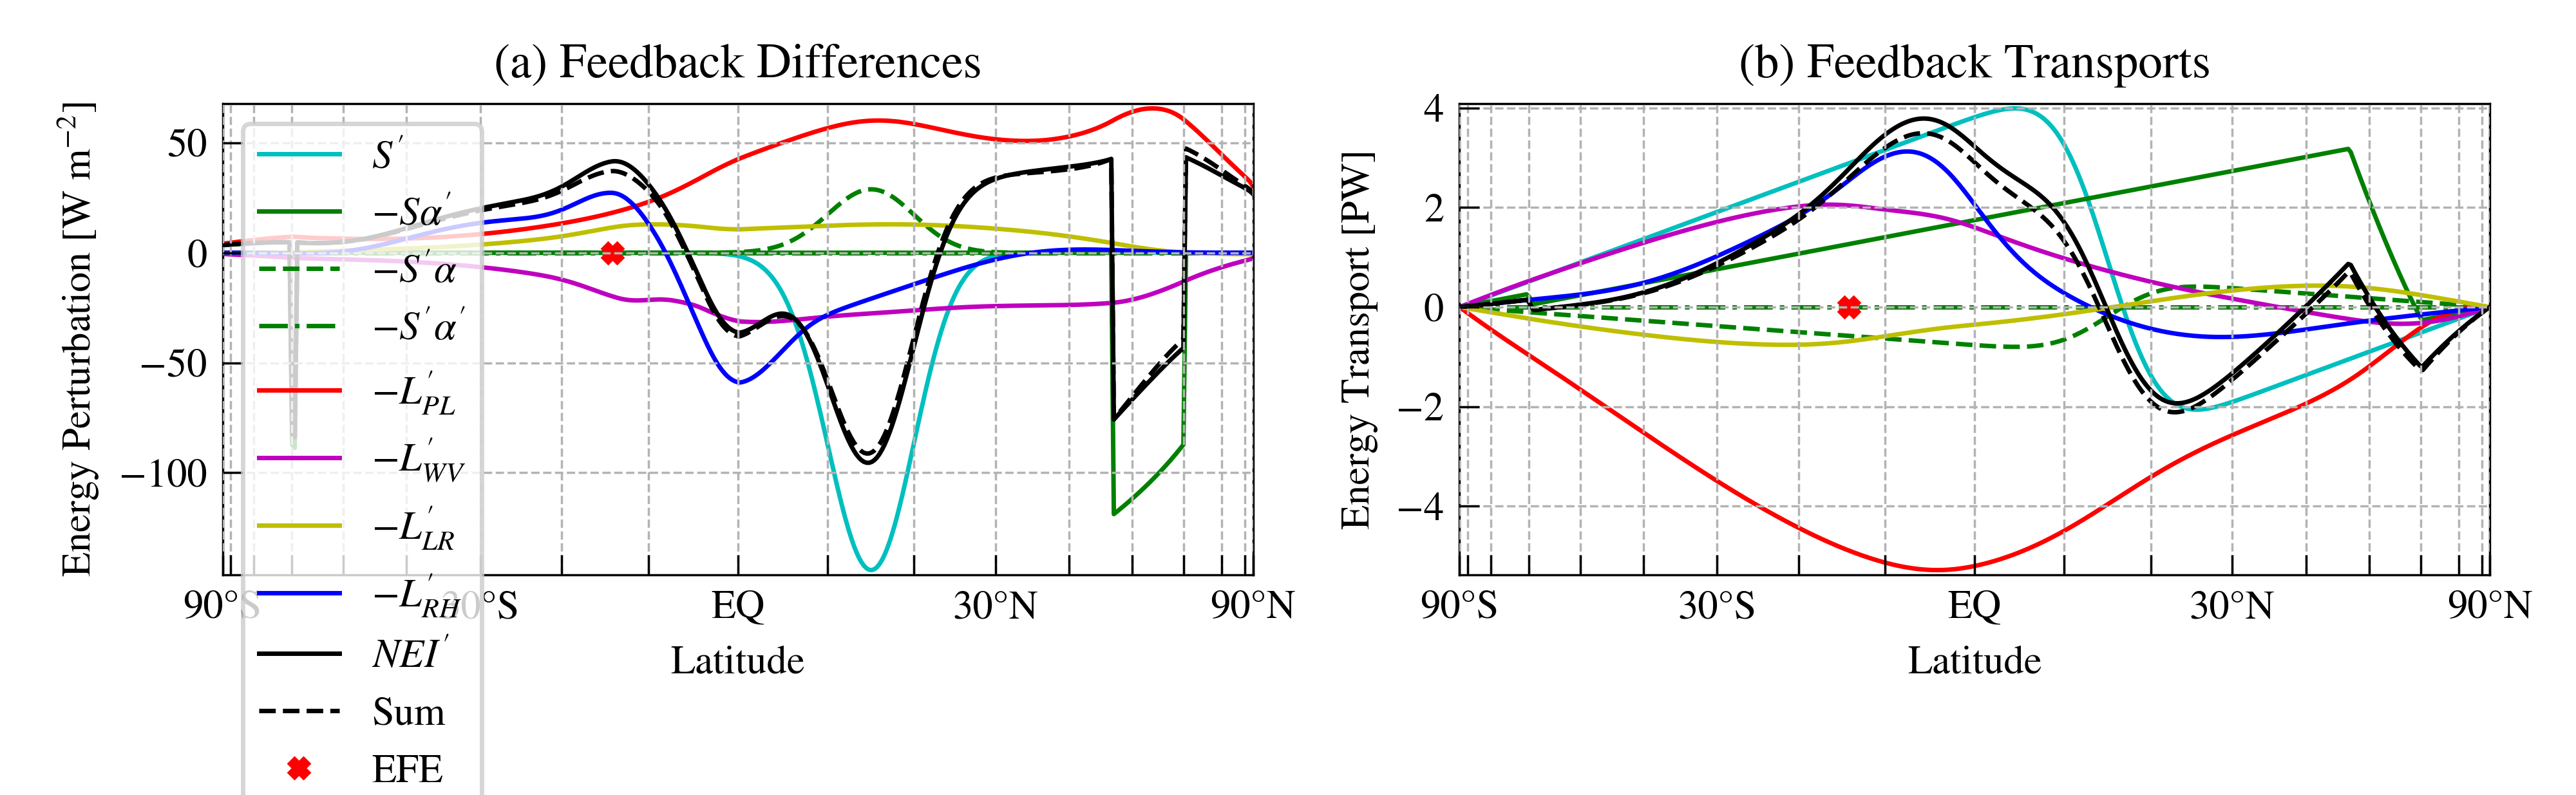 (a) Feedback Differences
Energy Perturbation [W m⁻²]
50
0
−50
−100
S′
−Sα′
−S′α
−S′α′
−L′PL
−L′WV
−L′LR
−L′RH
NEI′
Sum
EFE
90°S
30°S
EQ
30°N
90°N
Latitude
(b) Feedback Transports
Energy Transport [PW]
4
2
0
−2
−4
90°S
30°S
EQ
30°N
90°N
Latitude